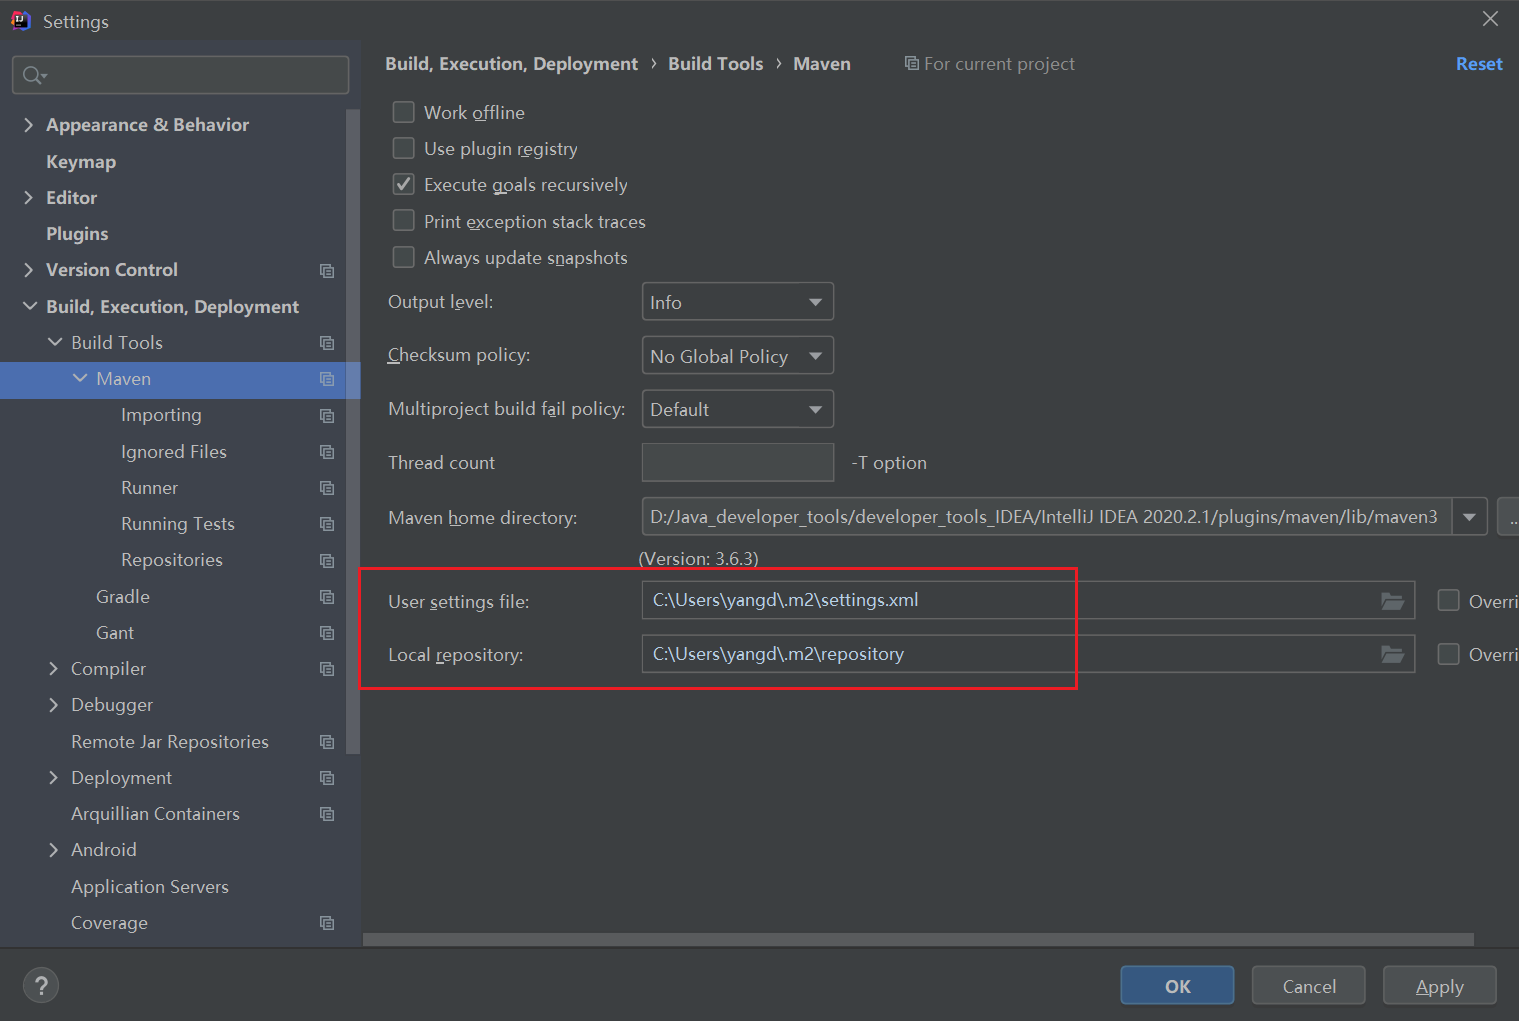 Settings
Build, Execution, Deployment › Build Tools › Maven For current project Reset
Appearance & Behavior
Keymap
Editor
Plugins
Version Control
Build, Execution, Deployment
Build Tools
Maven
Importing
Ignored Files
Runner
Running Tests
Repositories
Gradle
Gant
Compiler
Debugger
Remote Jar Repositories
Deployment
Arquillian Containers
Android
Application Servers
Coverage
Work offline
Use plugin registry
Execute goals recursively
Print exception stack traces
Always update snapshots
Output level: Info
Checksum policy: No Global Policy
Multiproject build fail policy: Default
Thread count -T option
Maven home directory: D:/Java_developer_tools/developer_tools_IDEA/IntelliJ IDEA 2020.2.1/plugins/maven/lib/maven3 ..
(Version: 3.6.3)
User settings file: C:\Users\yangd\.m2\settings.xml Overri
Local repository: C:\Users\yangd\.m2\repository Overri
? OK Cancel Apply